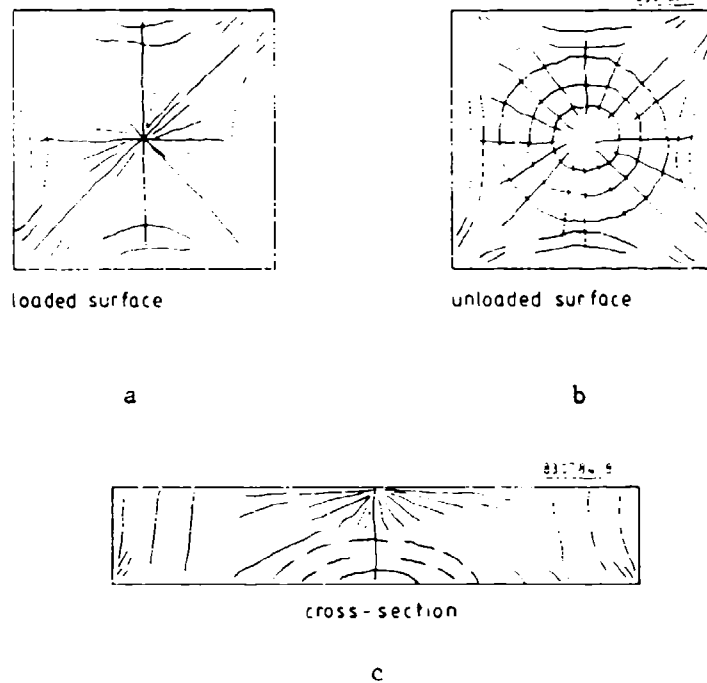 loaded surface
unloaded surface
a
b
cross-section
c